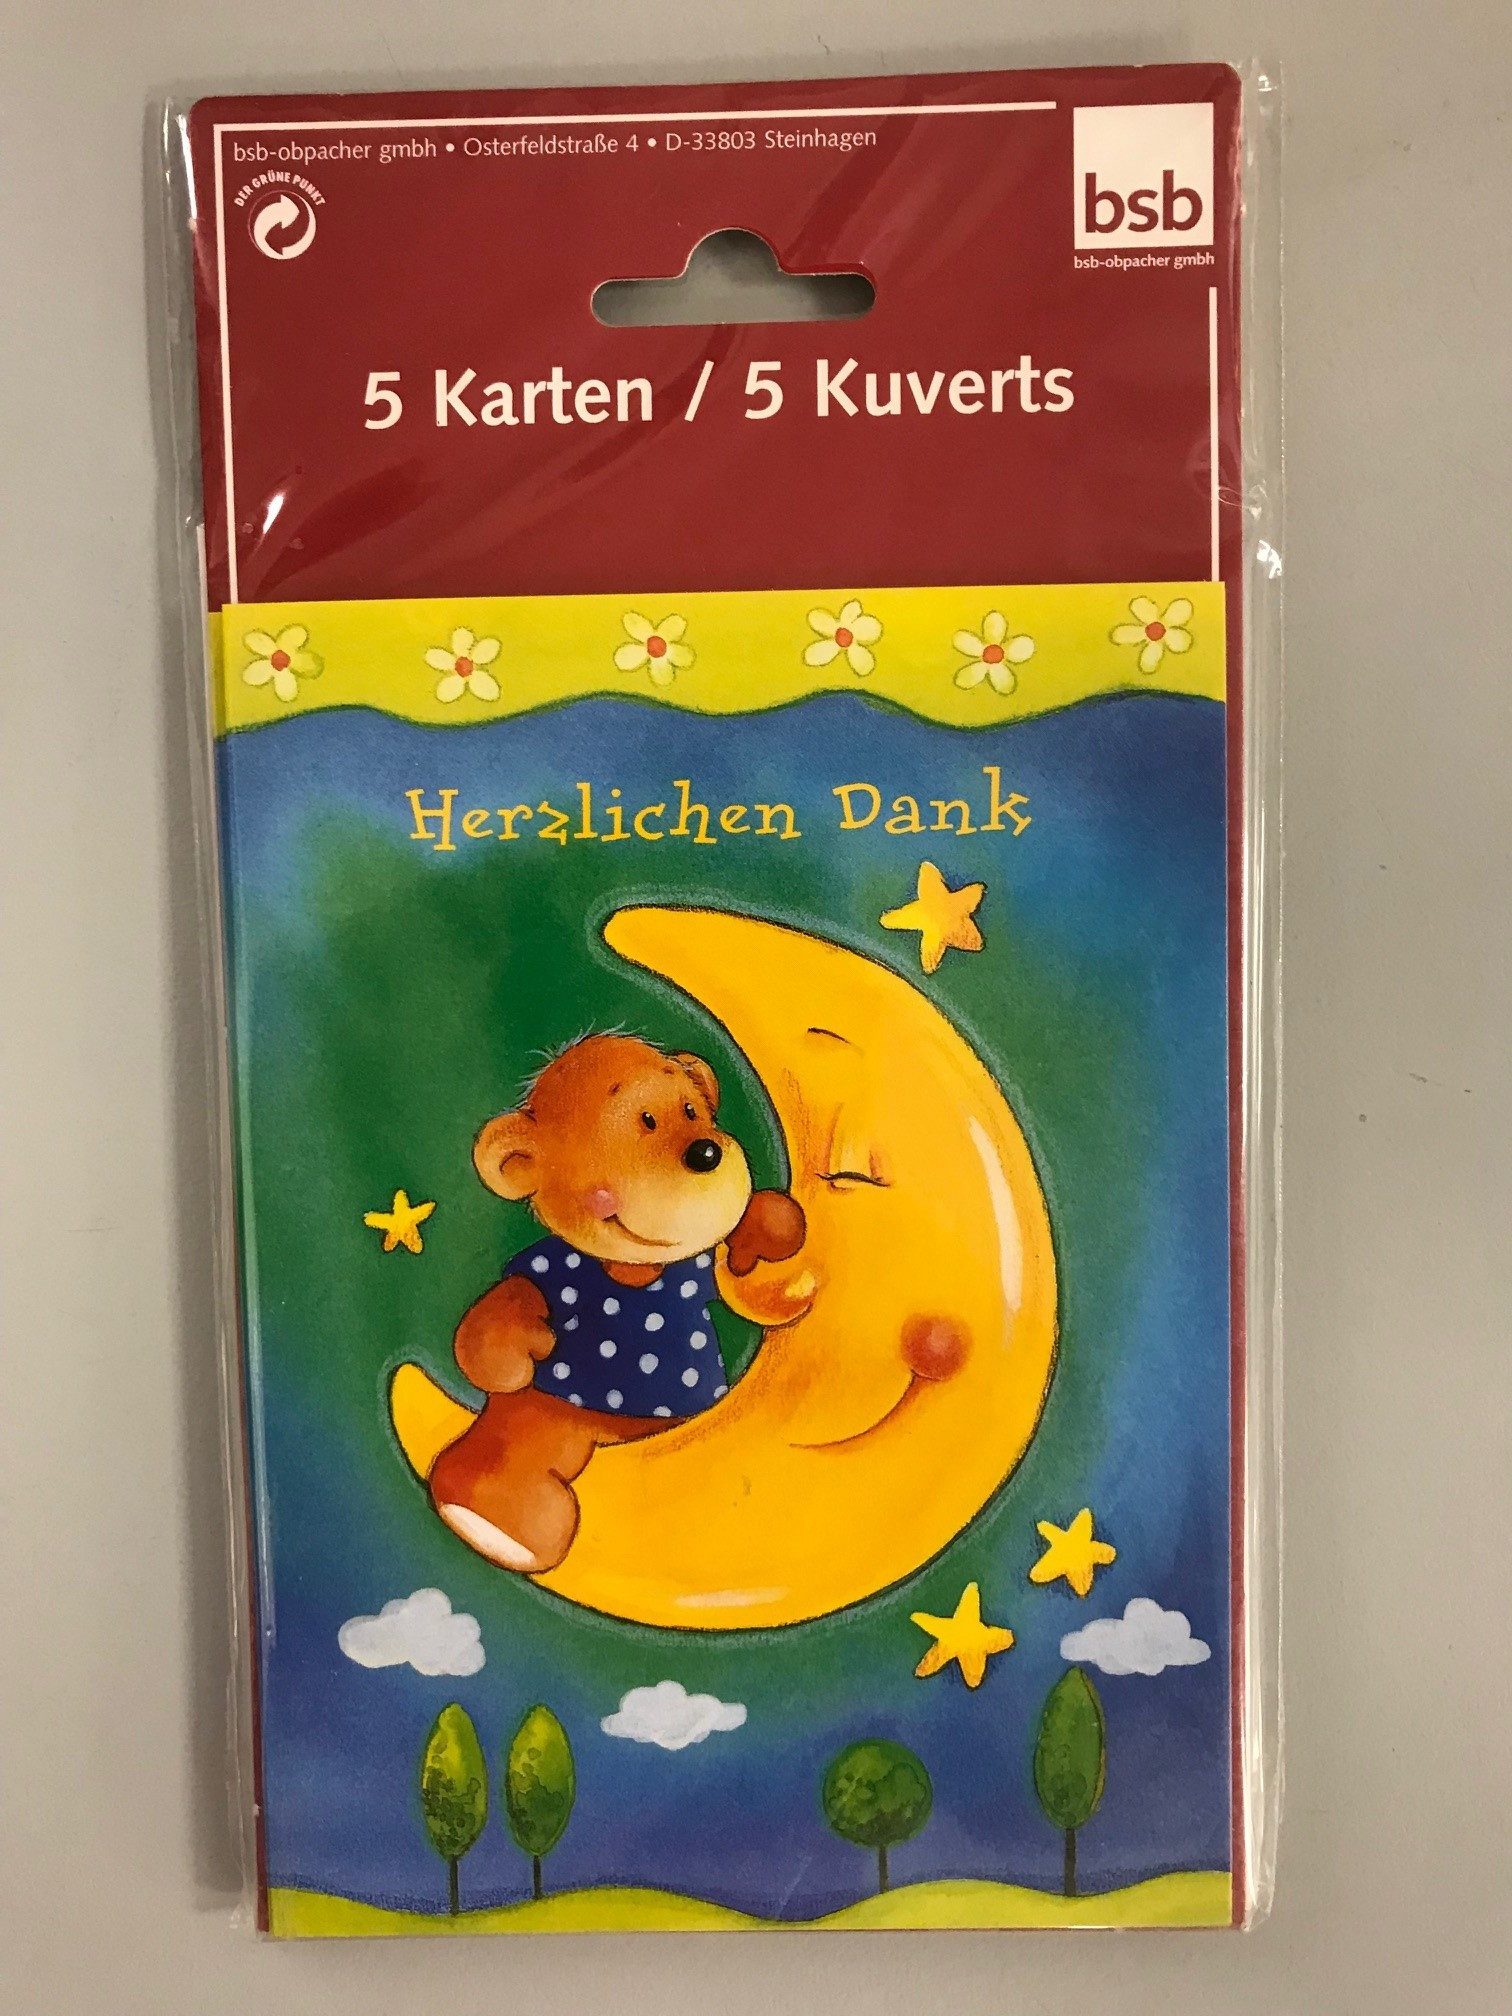 bsb-obpacher gmbh • Osterfeldstraße 4 • D-33803 Steinhagen
DER GRÜNE PUNKT
bsb
bsb-obpacher gmbh
5 Karten / 5 Kuverts
Herzlichen Dank